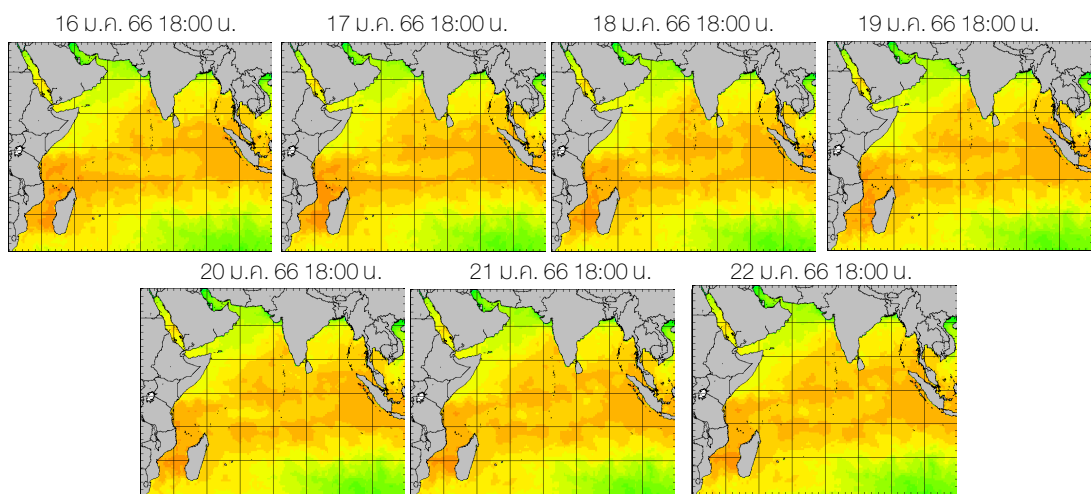 16 ม.ค. 66 18:00 น.
17 ม.ค. 66 18:00 น.
18 ม.ค. 66 18:00 น.
19 ม.ค. 66 18:00 น.
20 ม.ค. 66 18:00 น.
21 ม.ค. 66 18:00 น.
22 ม.ค. 66 18:00 น.